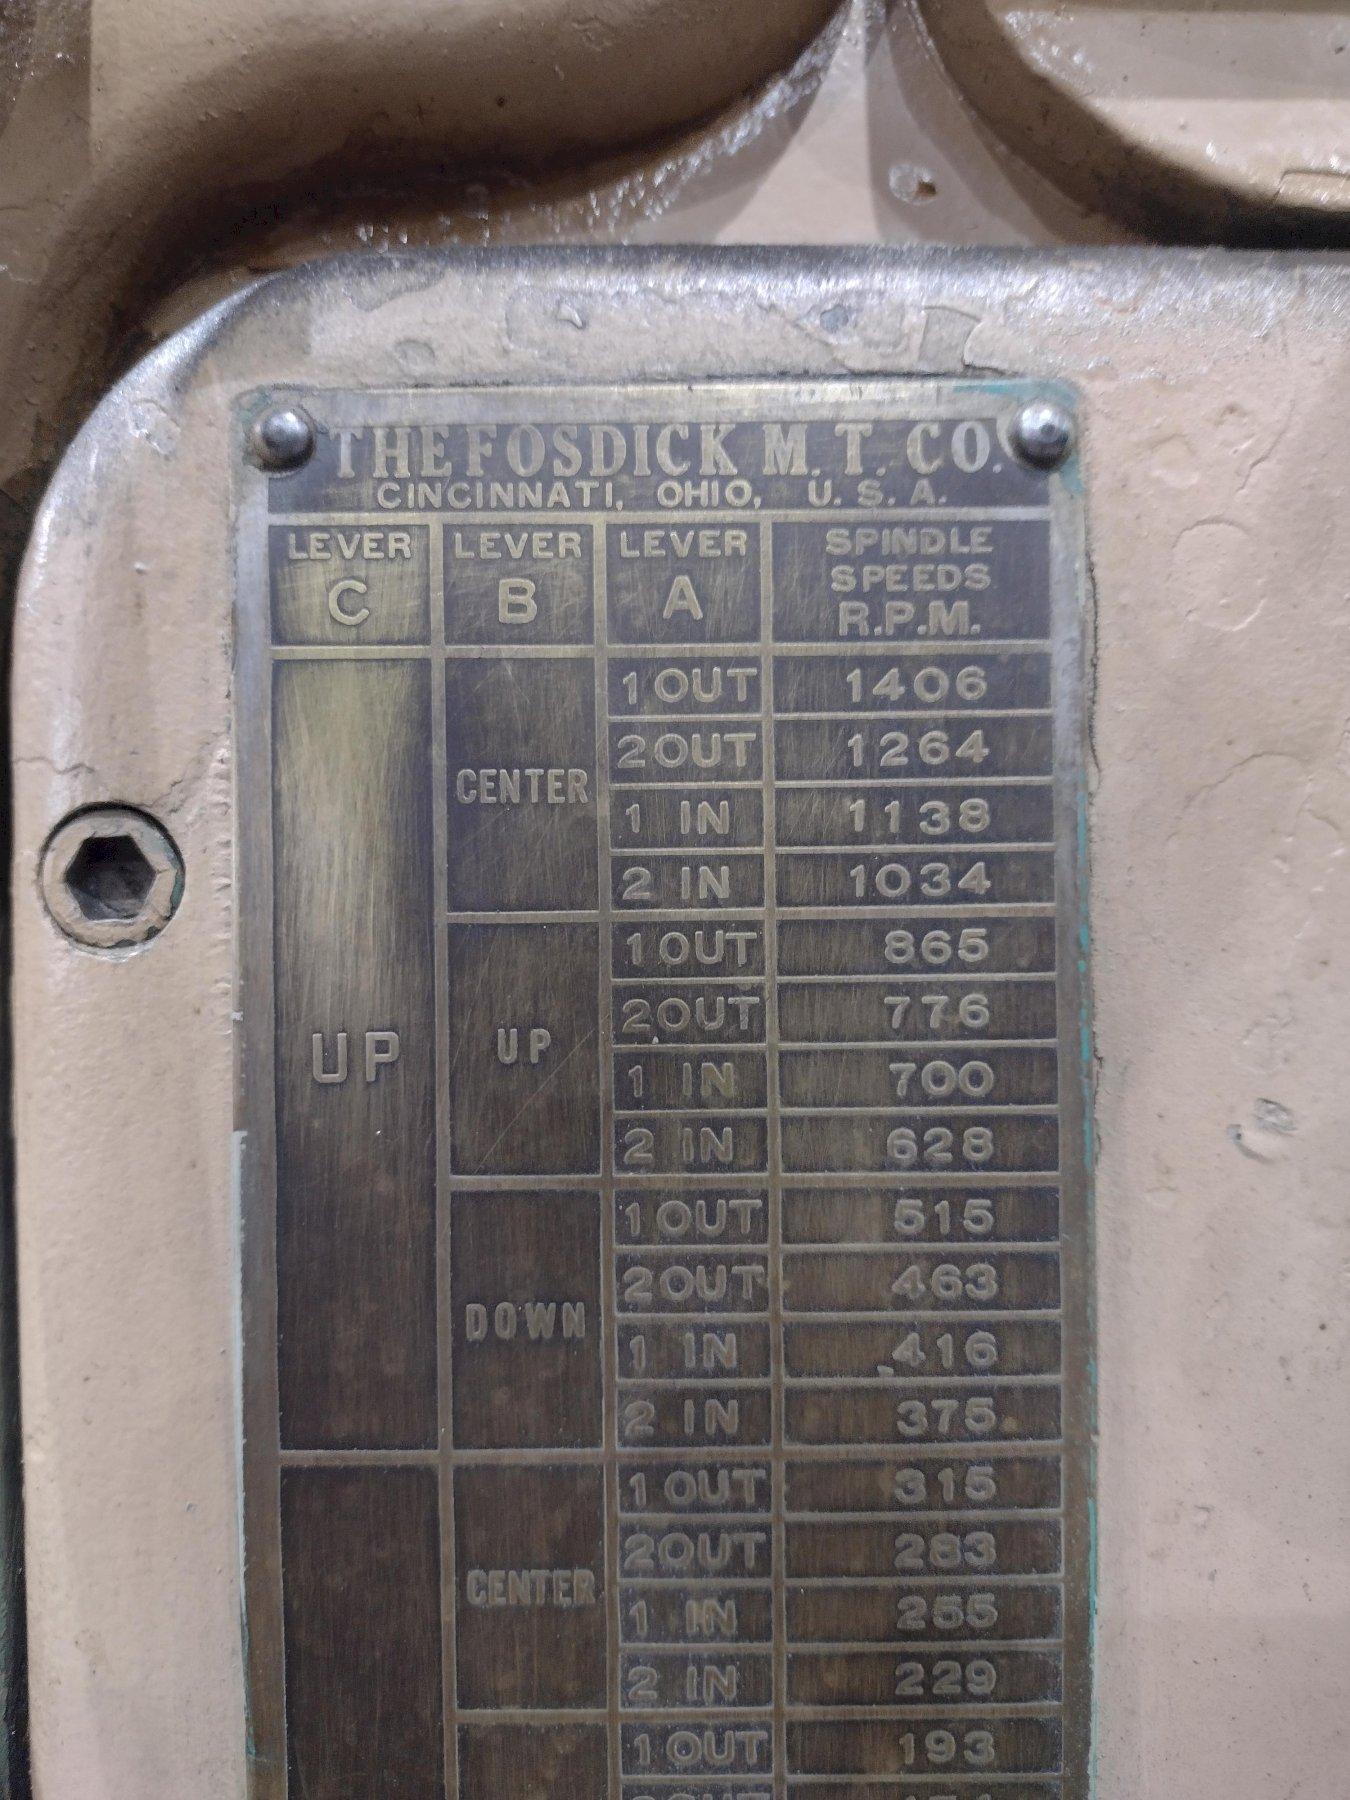 THE FOSDICK M. T. CO.
CINCINNATI, OHIO, U. S. A.
LEVER C LEVER B LEVER A SPINDLE SPEEDS R.P.M.
UP CENTER 1 OUT 1406
2 OUT 1264
1 IN 1138
2 IN 1034
UP 1 OUT 865
2 OUT 776
1 IN 700
2 IN 628
DOWN 1 OUT 515
2 OUT 463
1 IN 416
2 IN 375
CENTER 1 OUT 315
2 OUT 283
1 IN 255
2 IN 229
1 OUT 193